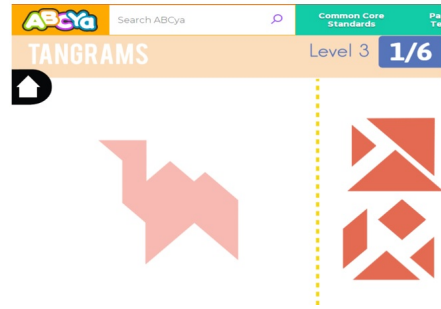 ABCya
Search ABCya
Common Core
Standards
TANGRAMS
Level 3
1/6